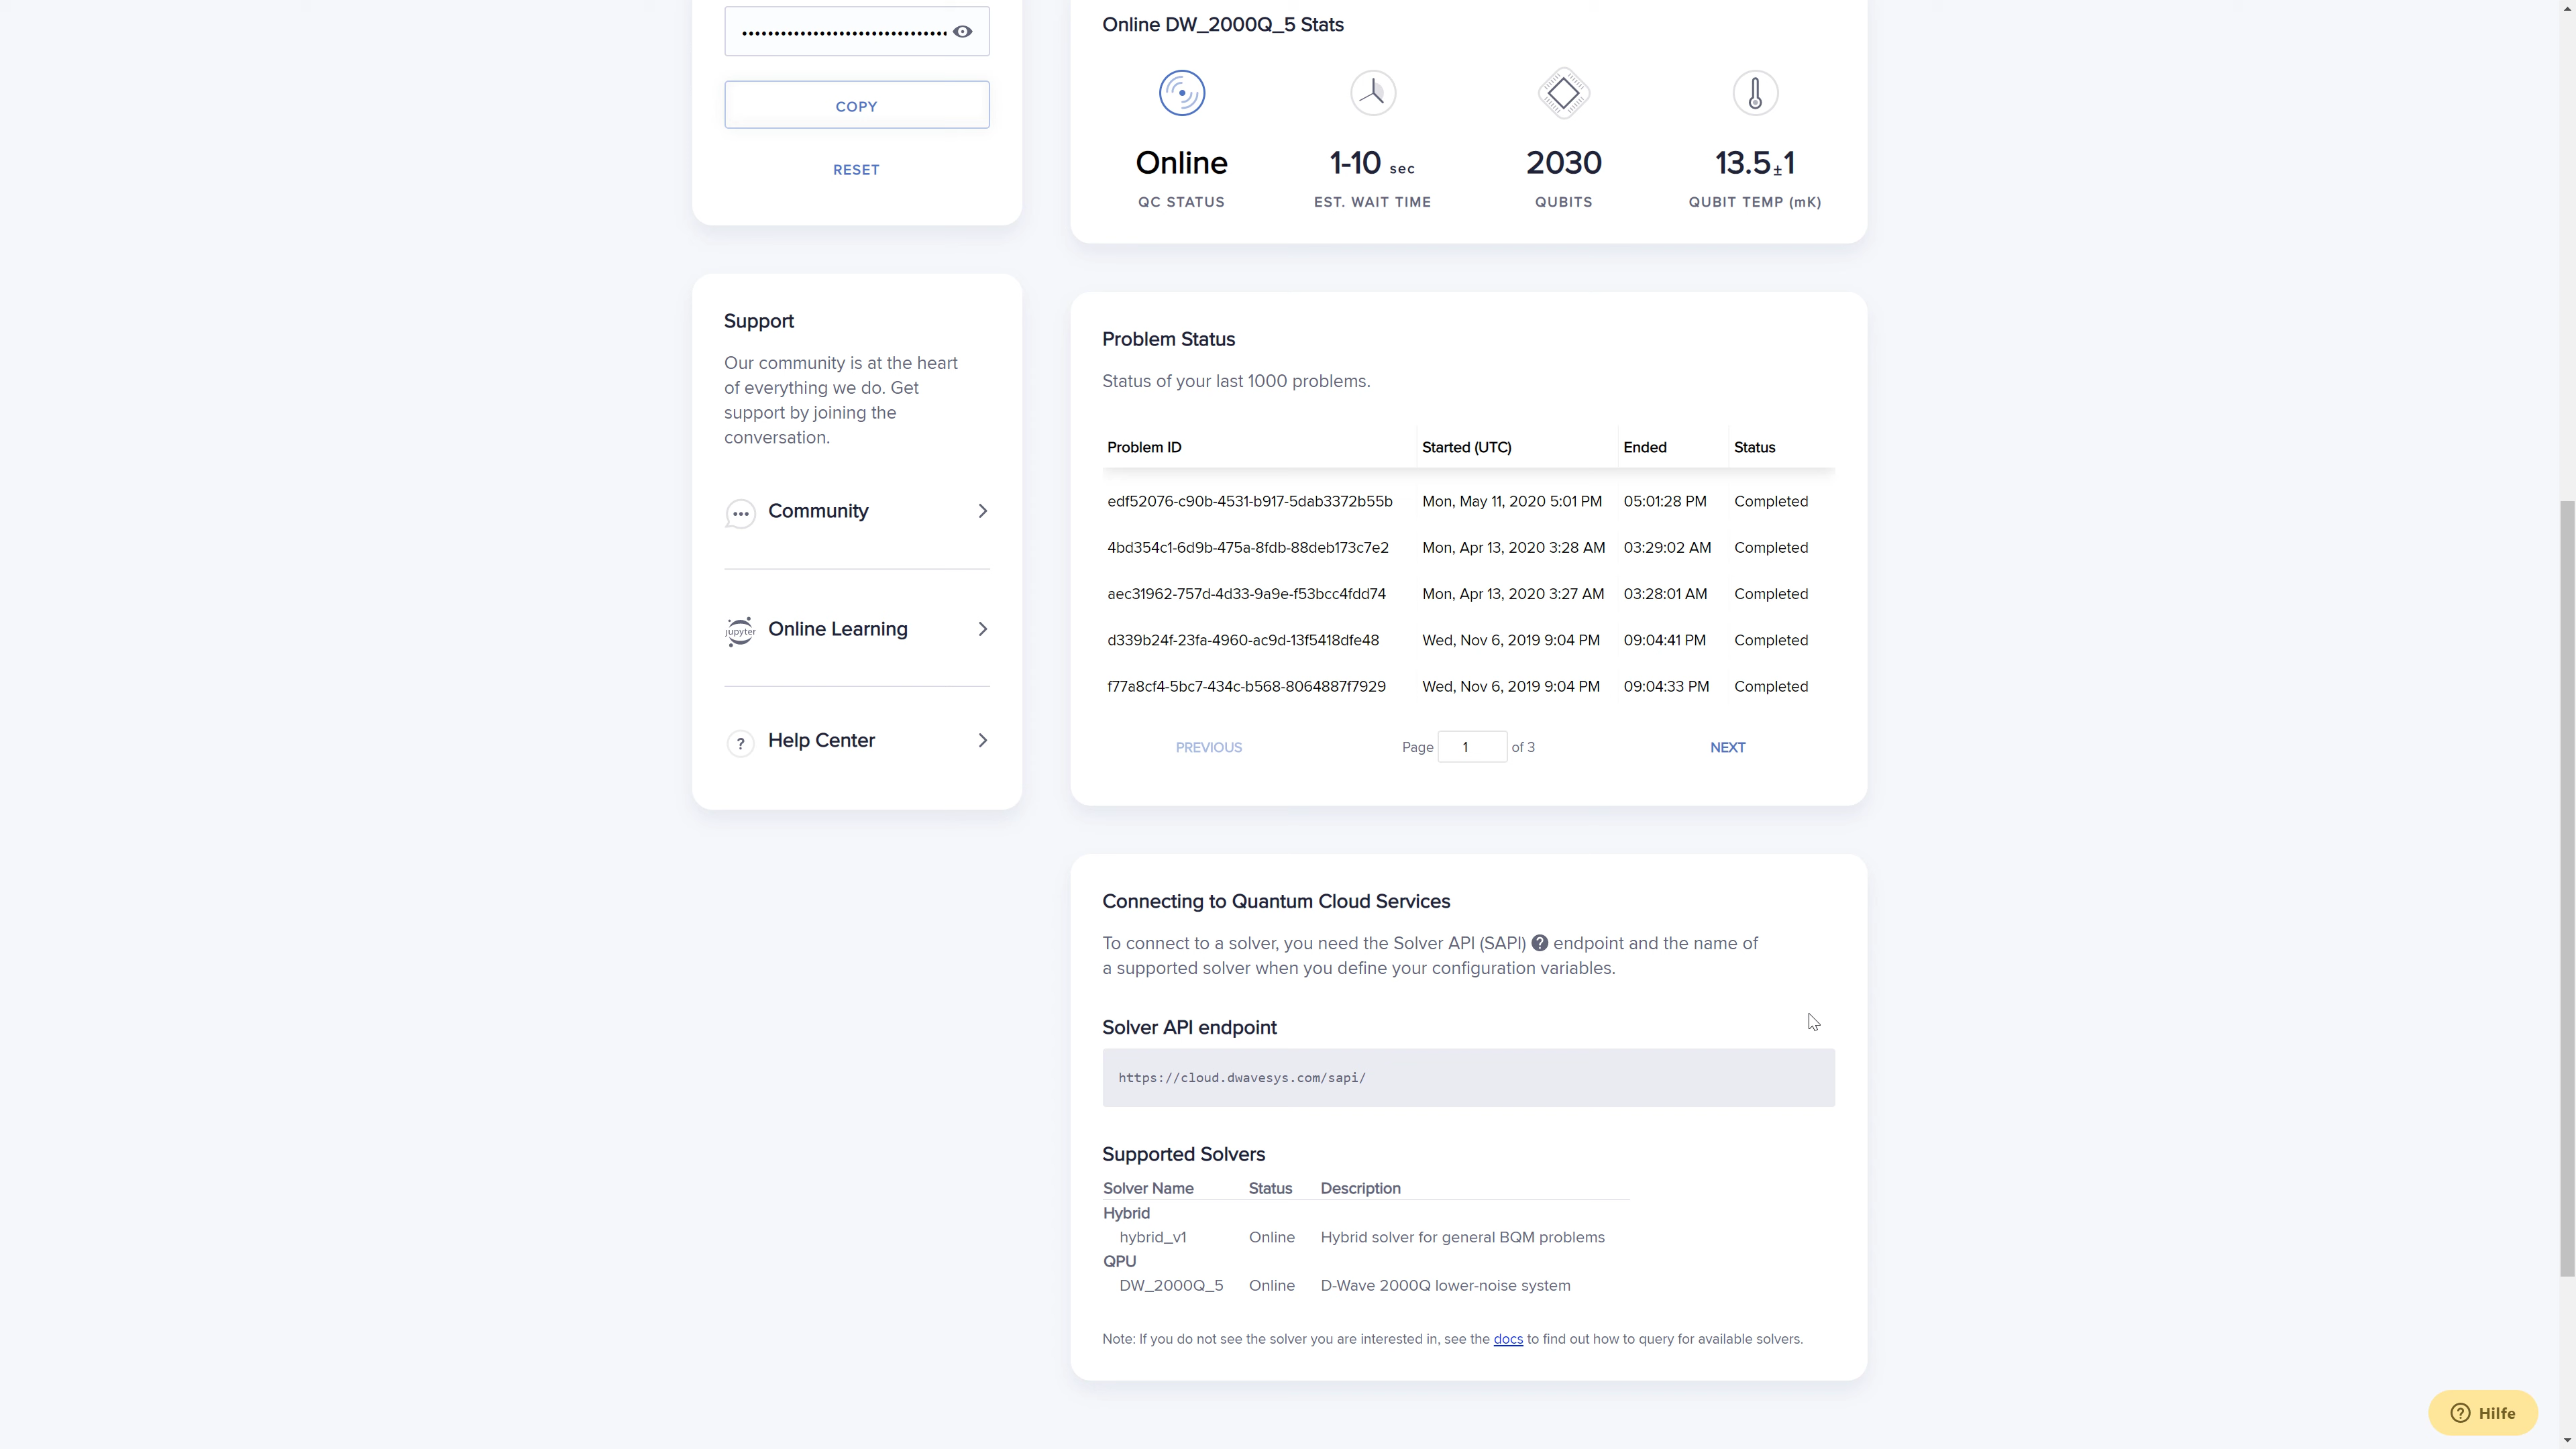 COPY
RESET
Support
Our community is at the heart
of everything we do. Get
support by joining the
conversation.
Community
jupyter
Online Learning
?
Help Center
Online DW_2000Q_5 Stats
Online
QC STATUS
1-10 sec
EST. WAIT TIME
2030
QUBITS
13.5±1
QUBIT TEMP (mK)
Problem Status
Status of your last 1000 problems.
Problem ID Started (UTC) Ended Status
edf52076-c90b-4531-b917-5dab3372b55b Mon, May 11, 2020 5:01 PM 05:01:28 PM Completed
4bd354c1-6d9b-475a-8fdb-88deb173c7e2 Mon, Apr 13, 2020 3:28 AM 03:29:02 AM Completed
aec31962-757d-4d33-9a9e-f53bcc4fdd74 Mon, Apr 13, 2020 3:27 AM 03:28:01 AM Completed
d339b24f-23fa-4960-ac9d-13f5418dfe48 Wed, Nov 6, 2019 9:04 PM 09:04:41 PM Completed
f77a8cf4-5bc7-434c-b568-8064887f7929 Wed, Nov 6, 2019 9:04 PM 09:04:33 PM Completed
PREVIOUS Page 1 of 3 NEXT
Connecting to Quantum Cloud Services
To connect to a solver, you need the Solver API (SAPI) ? endpoint and the name of
a supported solver when you define your configuration variables.
Solver API endpoint
https://cloud.dwavesys.com/sapi/
Supported Solvers
Solver Name Status Description
Hybrid
hybrid_v1 Online Hybrid solver for general BQM problems
QPU
DW_2000Q_5 Online D-Wave 2000Q lower-noise system
Note: If you do not see the solver you are interested in, see the docs to find out how to query for available solvers.
? Hilfe